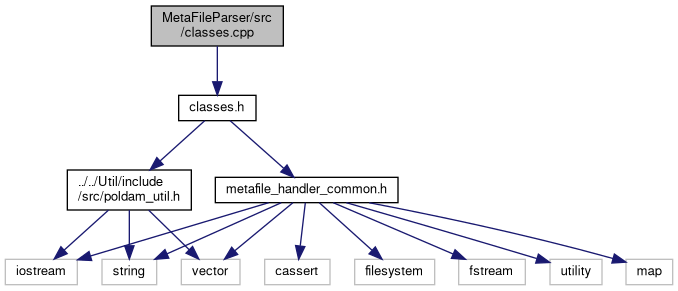 MetaFileParser/src
/classes.cpp
classes.h
../../Util/include
/src/poldam_util.h
metafile_handler_common.h
iostream
string
vector
cassert
filesystem
fstream
utility
map